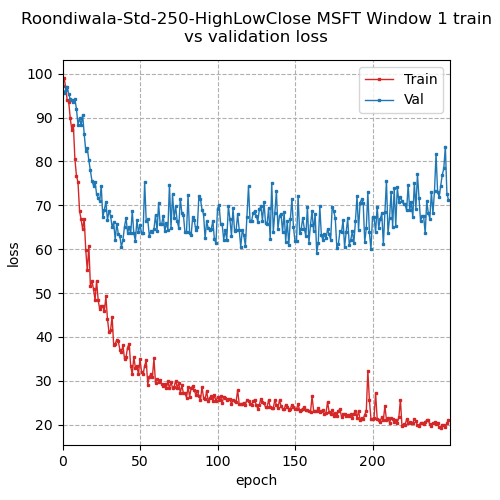 Roondiwala-Std-250-HighLowClose MSFT Window 1 train
vs validation loss
Train
Val
100
90
80
70
60
50
40
30
20
loss
0
50
100
150
200
epoch